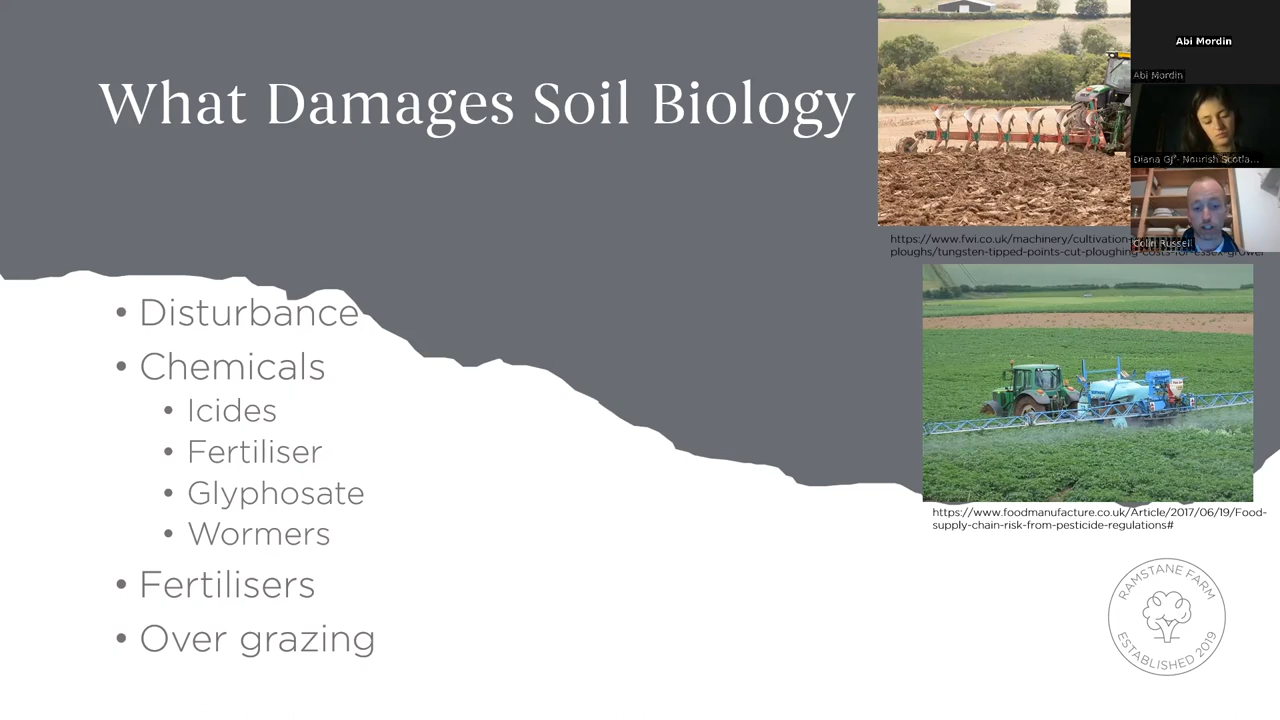 What Damages Soil Biology
• Disturbance
• Chemicals
• Icides
• Fertiliser
• Glyphosate
• Wormers
• Fertilisers
• Over grazing
https://www.fwi.co.uk/machinery/cultivation-
ploughs/tungsten-tipped-points-cut-ploughing-costs-for-essex-grower
https://www.foodmanufacture.co.uk/Article/2017/06/19/Food-
supply-chain-risk-from-pesticide-regulations#
Abi Mordin
Abi Mordin
Nourish Scotla...
Colin Russell
RAMSTANE FARM
ESTABLISHED 2019